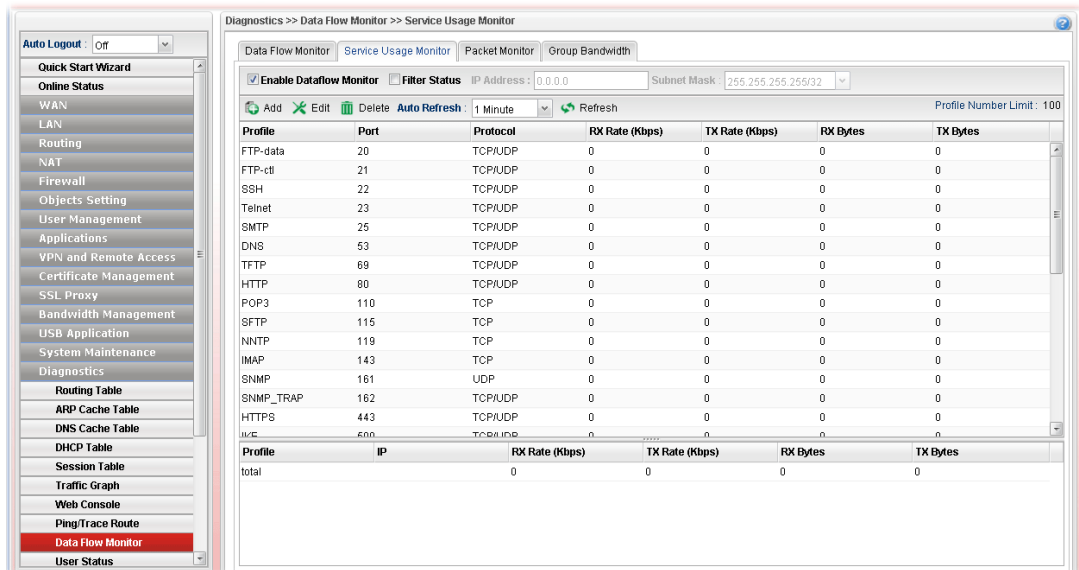 Diagnostics >> Data Flow Monitor >> Service Usage Monitor
Auto Logout : Off
Quick Start Wizard
Online Status
WAN
LAN
Routing
NAT
Firewall
Objects Setting
User Management
Applications
VPN and Remote Access
Certificate Management
SSL Proxy
Bandwidth Management
USB Application
System Maintenance
Diagnostics
Routing Table
ARP Cache Table
DNS Cache Table
DHCP Table
Session Table
Traffic Graph
Web Console
Ping/Trace Route
Data Flow Monitor
User Status
Data Flow Monitor Service Usage Monitor Packet Monitor Group Bandwidth
Enable Dataflow Monitor Filter Status IP Address : 0.0.0.0 Subnet Mask : 255.255.255.255/32
Add Edit Delete Auto Refresh : 1 Minute Refresh Profile Number Limit : 100
Profile Port Protocol RX Rate (Kbps) TX Rate (Kbps) RX Bytes TX Bytes
FTP-data 20 TCP/UDP 0 0 0 0
FTP-ctl 21 TCP/UDP 0 0 0 0
SSH 22 TCP/UDP 0 0 0 0
Telnet 23 TCP/UDP 0 0 0 0
SMTP 25 TCP/UDP 0 0 0 0
DNS 53 TCP/UDP 0 0 0 0
TFTP 69 TCP/UDP 0 0 0 0
HTTP 80 TCP/UDP 0 0 0 0
POP3 110 TCP 0 0 0 0
SFTP 115 TCP 0 0 0 0
NNTP 119 TCP 0 0 0 0
IMAP 143 TCP 0 0 0 0
SNMP 161 UDP 0 0 0 0
SNMP_TRAP 162 TCP/UDP 0 0 0 0
HTTPS 443 TCP/UDP 0 0 0 0
IKE 500 TCP/UDP 0 0 0 0
Profile IP RX Rate (Kbps) TX Rate (Kbps) RX Bytes TX Bytes
total 0 0 0 0